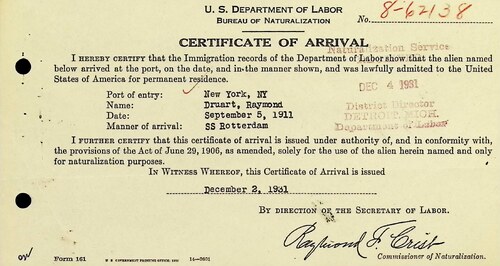 U. S. DEPARTMENT OF LABOR
BUREAU OF NATURALIZATION
No. 8-62138
CERTIFICATE OF ARRIVAL
Naturalization Service
I HEREBY CERTIFY that the Immigration records of the Department of Labor show that the alien named
below arrived at the port, on the date, and in the manner shown, and was lawfully admitted to the
United States of America for permanent residence.
DEC 4 1931
Port of entry: New York, NY
Name: Druart, Raymond
Date: September 5, 1911
Manner of arrival: SS Rotterdam
District Director
DETROIT, MICH.
Department of Labor
I FURTHER CERTIFY that this certificate of arrival is issued under authority of, and in conformity with,
the provisions of the Act of June 29, 1906, as amended, solely for the use of the alien herein named and only
for naturalization purposes.
IN WITNESS WHEREOF, this Certificate of Arrival is issued
December 2, 1931
BY DIRECTION OF THE SECRETARY OF LABOR.
Raymond F. Crist
Commissioner of Naturalization.
Form 161
U. S. GOVERNMENT PRINTING OFFICE